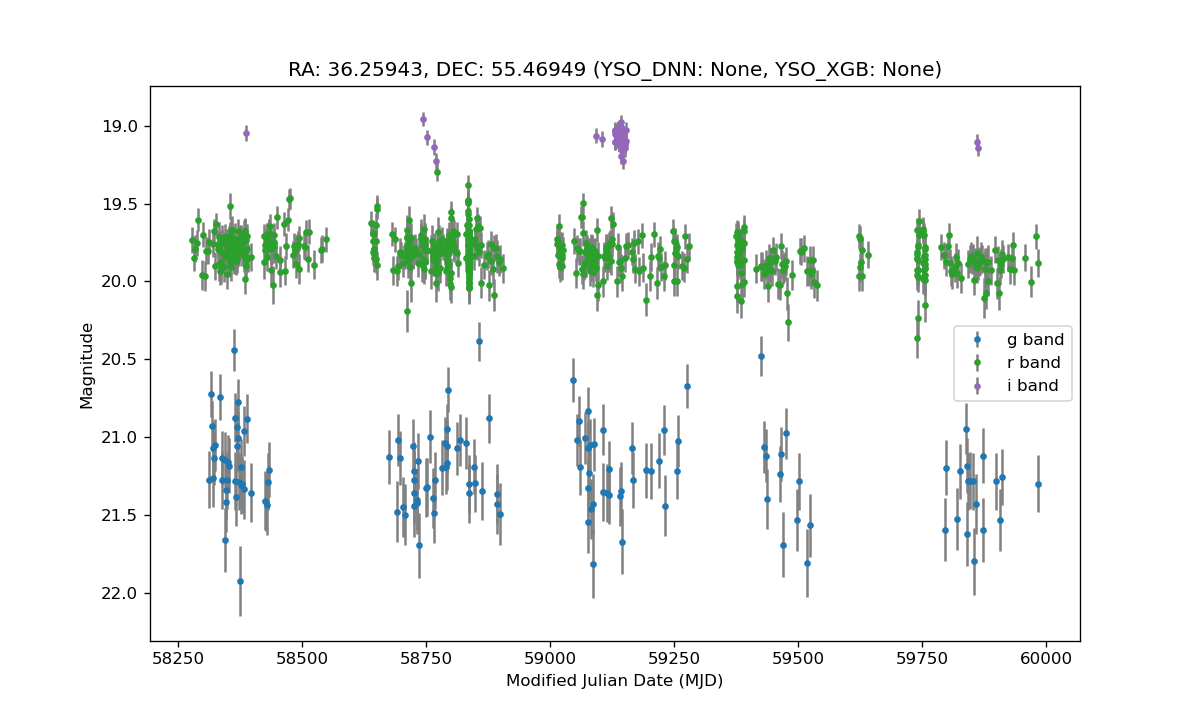 RA: 36.25943, DEC: 55.46949 (YSO_DNN: None, YSO_XGB: None)
19.0
19.5
20.0
20.5
21.0
21.5
22.0
Magnitude
g band
r band
i band
58250 58500 58750 59000 59250 59500 59750 60000
Modified Julian Date (MJD)